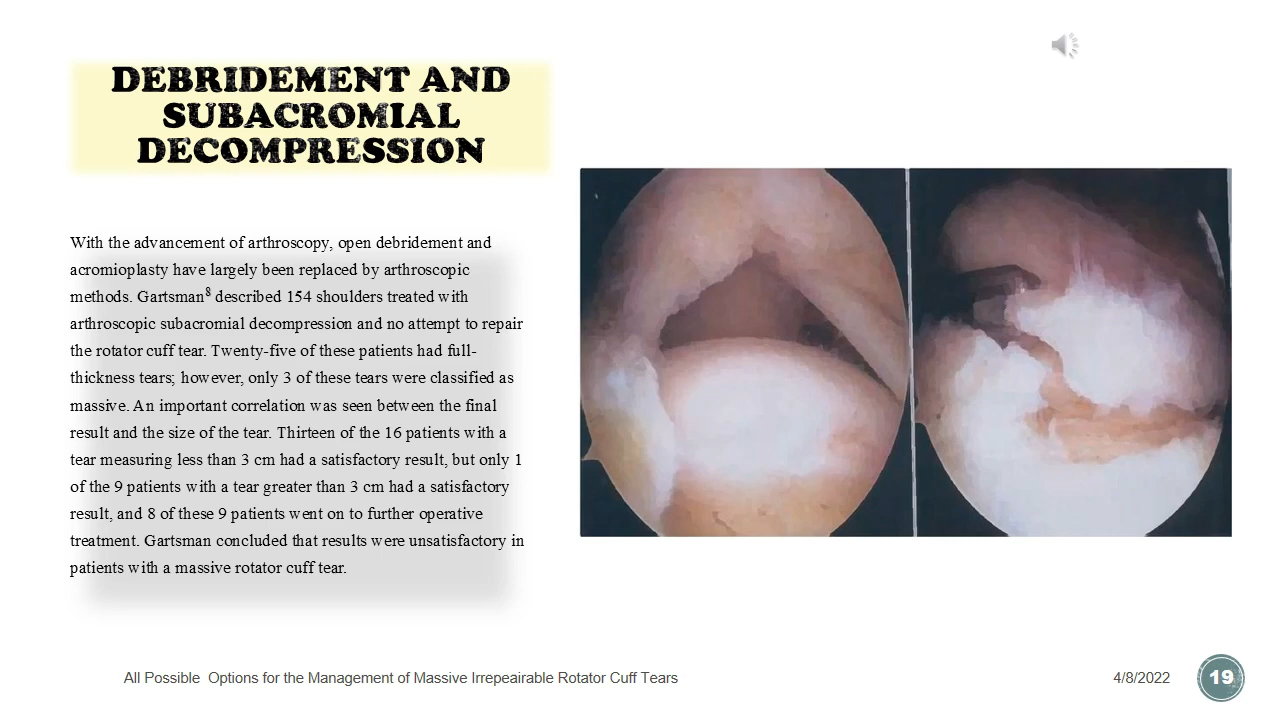 DEBRIDEMENT AND
SUBACROMIAL
DECOMPRESSION
With the advancement of arthroscopy, open debridement and
acromioplasty have largely been replaced by arthroscopic
methods. Gartsman8 described 154 shoulders treated with
arthroscopic subacromial decompression and no attempt to repair
the rotator cuff tear. Twenty-five of these patients had full-
thickness tears; however, only 3 of these tears were classified as
massive. An important correlation was seen between the final
result and the size of the tear. Thirteen of the 16 patients with a
tear measuring less than 3 cm had a satisfactory result, but only 1
of the 9 patients with a tear greater than 3 cm had a satisfactory
result, and 8 of these 9 patients went on to further operative
treatment. Gartsman concluded that results were unsatisfactory in
patients with a massive rotator cuff tear.
All Possible  Options for the Management of Massive Irrepeairable Rotator Cuff Tears
4/8/2022
19